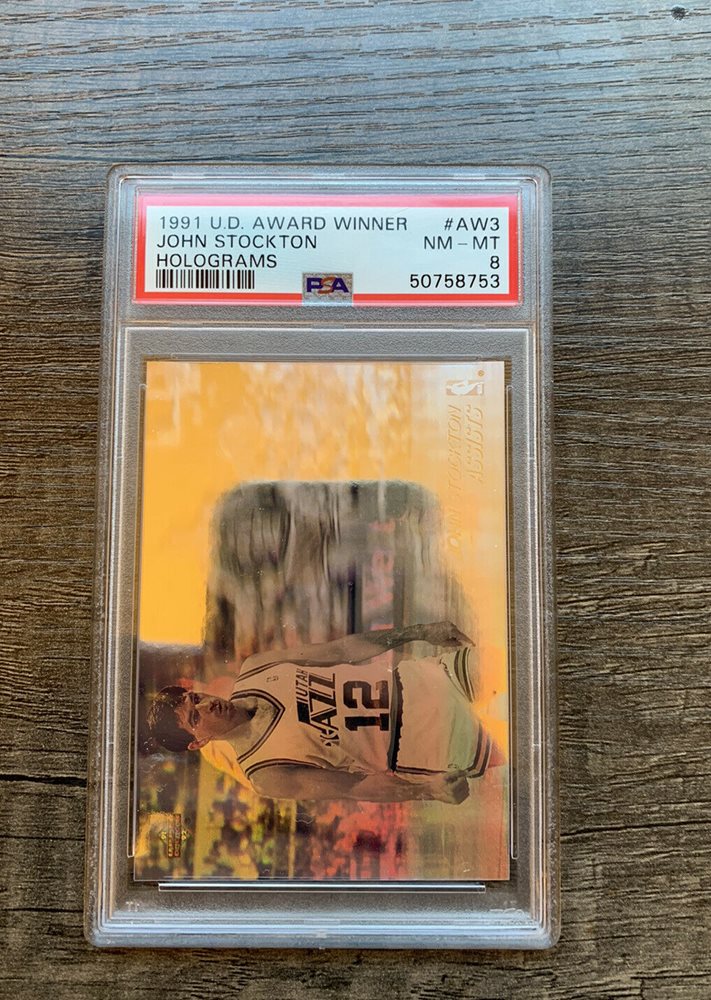 1991 U.D. AWARD WINNER #AW3
JOHN STOCKTON NM – MT
HOLOGRAMS 8
PSA 50758753
JOHN STOCKTON
ASSISTS
UTAH
JAZZ
12